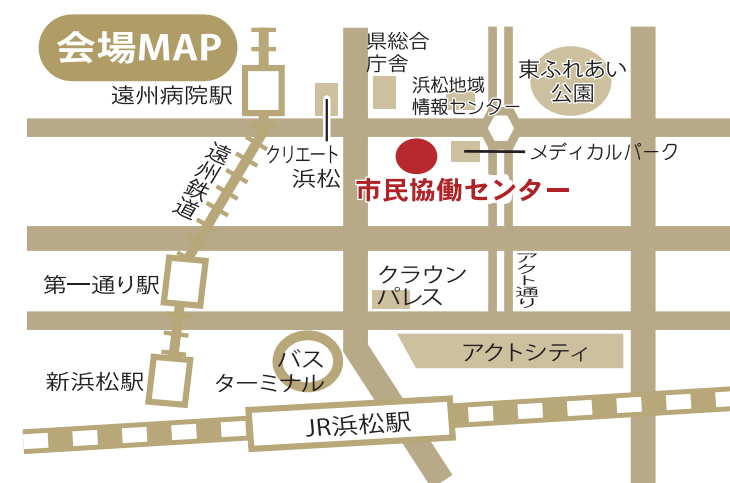 会場MAP
県総合
庁舎
遠州病院駅
浜松地域
情報センター
東ふれあい
公園
クリエート
浜松
メディカルパーク
遠州鉄道
市民協働センター
第一通り駅
クラウン
パレス
アクト通り
新浜松駅
バス
ターミナル
アクトシティ
JR浜松駅